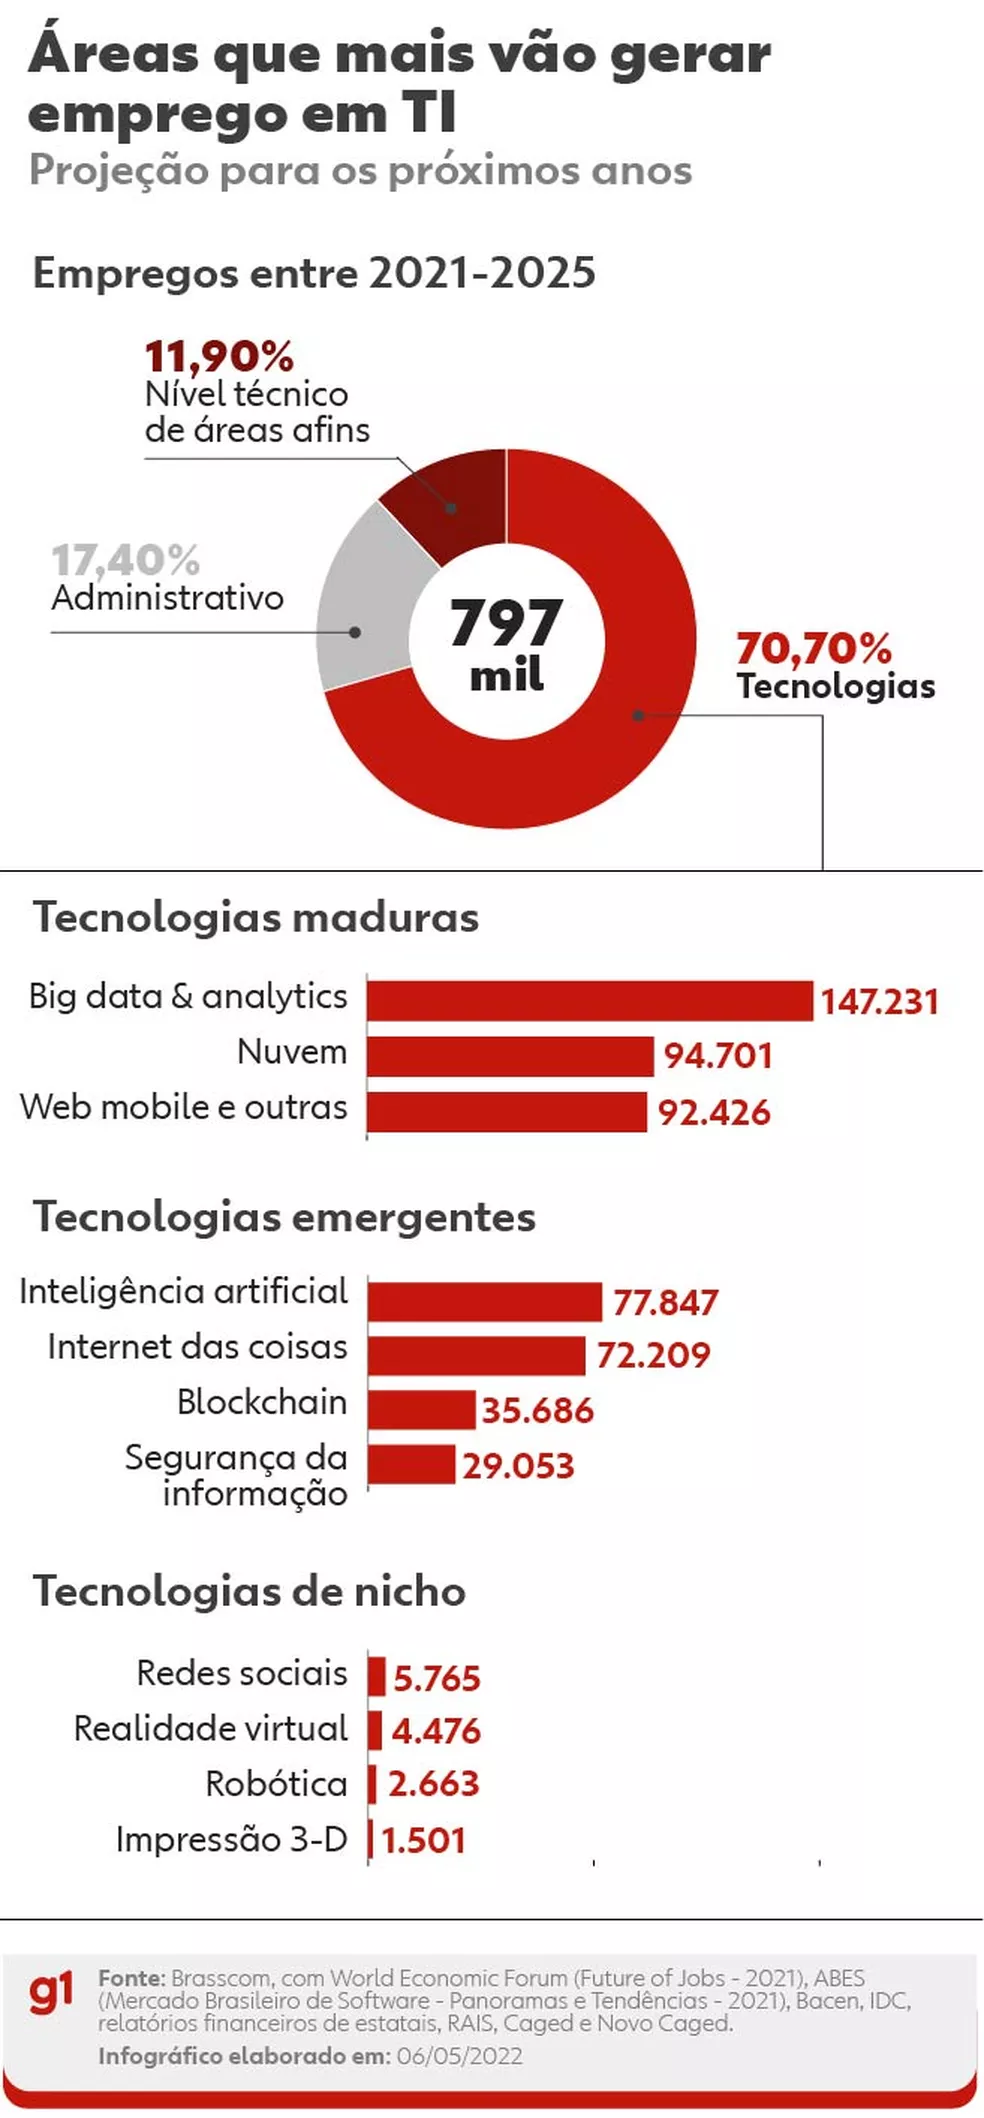 Áreas que mais vão gerar
emprego em TI
Projeção para os próximos anos
Empregos entre 2021-2025
11,90%
Nível técnico
de áreas afins
17,40%
Administrativo
797
mil
70,70%
Tecnologias
Tecnologias maduras
Big data & analytics 147.231
Nuvem 94.701
Web mobile e outras 92.426
Tecnologias emergentes
Inteligência artificial 77.847
Internet das coisas 72.209
Blockchain 35.686
Segurança da
informação 29.053
Tecnologias de nicho
Redes sociais 5.765
Realidade virtual 4.476
Robótica 2.663
Impressão 3-D 1.501
g1
Fonte: Brasscom, com World Economic Forum (Future of Jobs - 2021), ABES
(Mercado Brasileiro de Software - Panoramas e Tendências - 2021), Bacen, IDC,
relatórios financeiros de estatais, RAIS, Caged e Novo Caged.
Infográfico elaborado em: 06/05/2022